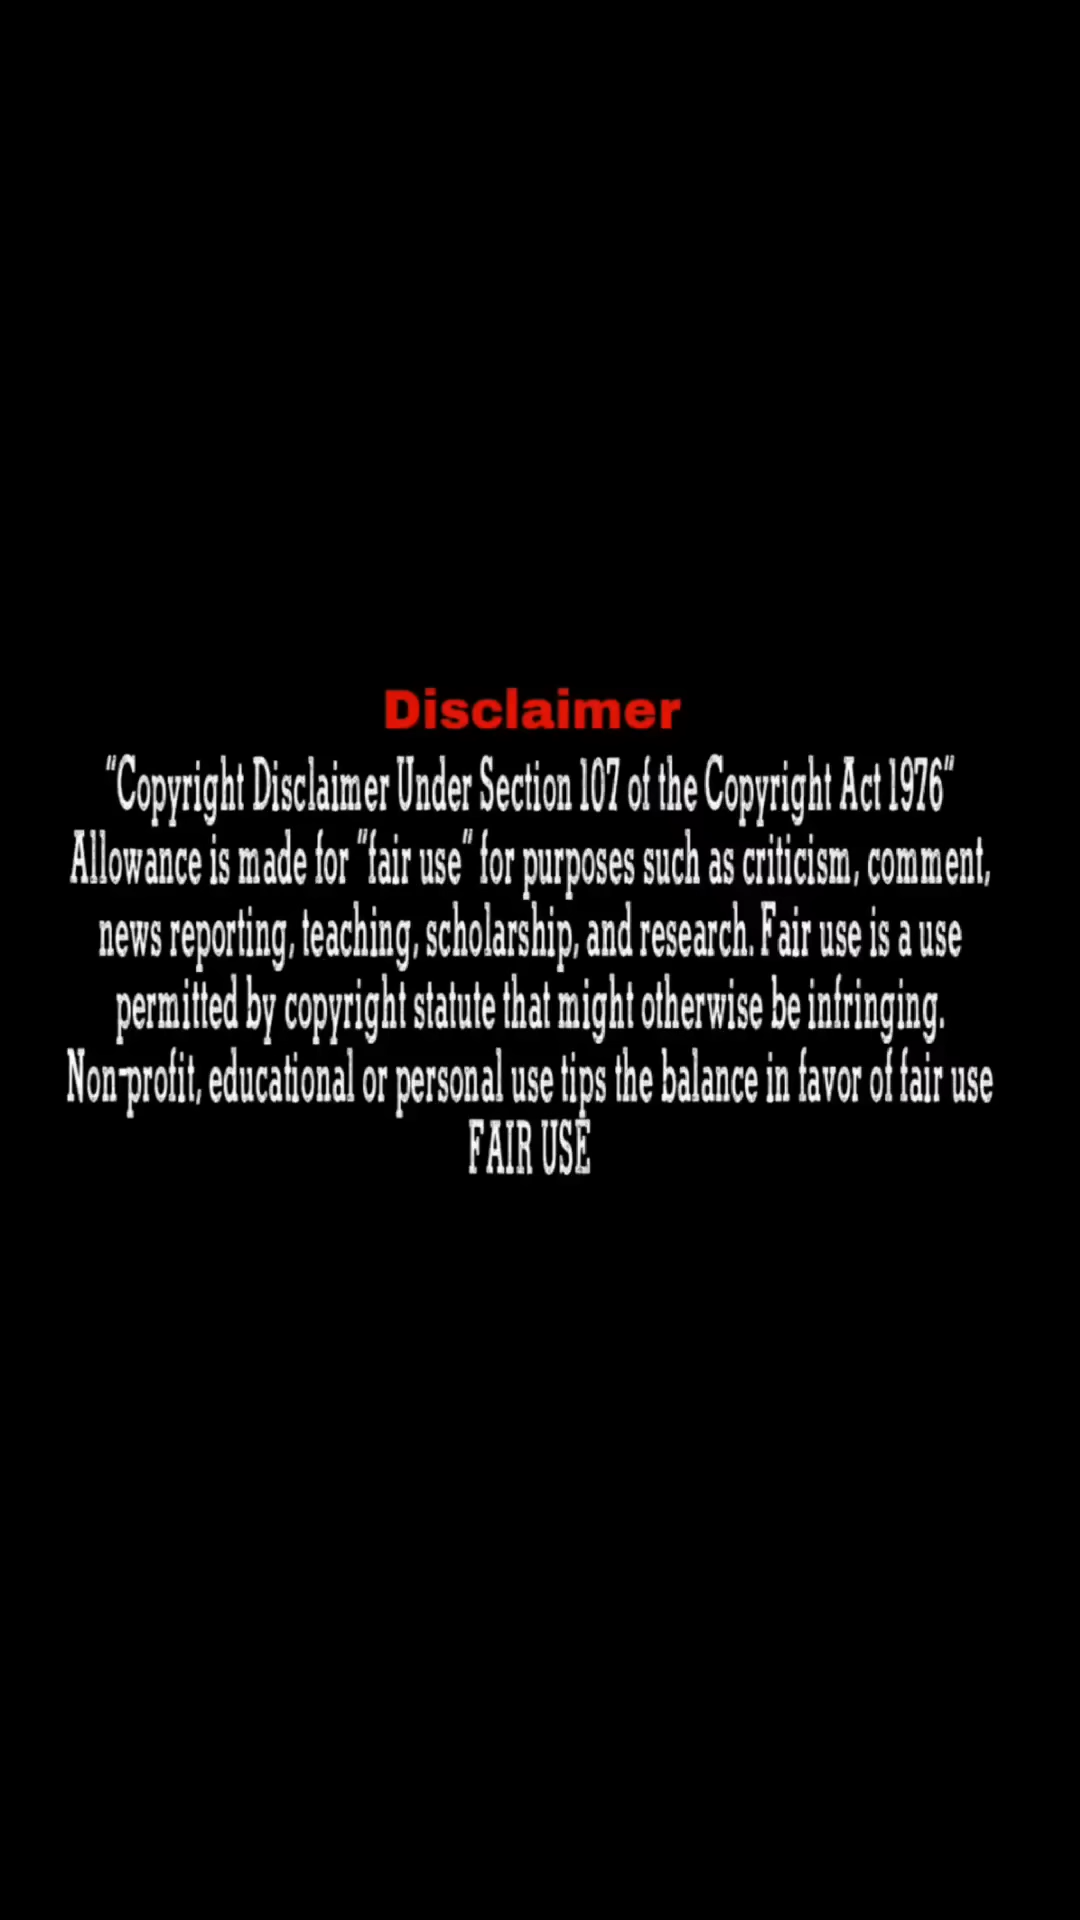 Disclaimer
"Copyright Disclaimer Under Section 107 of the Copyright Act 1976"
Allowance is made for "fair use" for purposes such as criticism, comment,
news reporting, teaching, scholarship, and research. Fair use is a use
permitted by copyright statute that might otherwise be infringing.
Non-profit, educational or personal use tips the balance in favor of fair use
FAIR USE